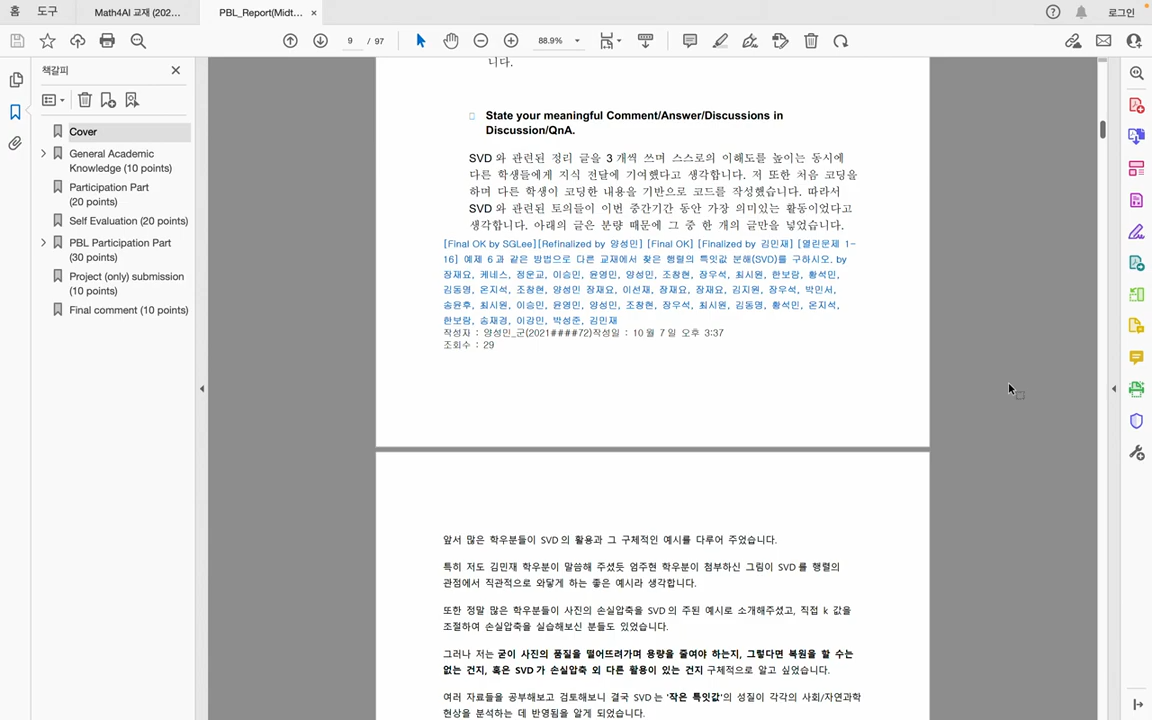 홈
도구
Math4AI 교재 (202...
PBL_Report(Midt...
×
로그인
9 / 97
88.9%
책갈피
Cover
General Academic
Knowledge (10 points)
Participation Part
(20 points)
Self Evaluation (20 points)
PBL Participation Part
(30 points)
Project (only) submission
(10 points)
Final comment (10 points)
니다.
State your meaningful Comment/Answer/Discussions in
Discussion/QnA.
SVD 와 관련된 정리 글을 3 개씩 쓰며 스스로의 이해도를 높이는 동시에
다른 학생들에게 지식 전달에 기여했다고 생각합니다. 저 또한 처음 코딩을
하며 다른 학생이 코딩한 내용을 기반으로 코드를 작성했습니다. 따라서
SVD 와 관련된 토의들이 이번 중간기간 동안 가장 의미있는 활동이었다고
생각합니다. 아래의 글은 분량 때문에 그 중 한 개의 글만을 넣었습니다.
[Final OK by SGLee][Refinalized by 양성민] [Final OK] [Finalized by 김민재] [열린문제 1-
16] 예제 6 과 같은 방법으로 다른 교재에서 찾은 행렬의 특잇값 분해(SVD)를 구하시오. by
장재요, 케네스, 정문교, 이승민, 윤영민, 양성민, 조창현, 장우석, 최시원, 한보람, 황석민,
김동영, 온지석, 조창현, 양성민 장재요, 이선재, 장재요, 장재요, 김지원, 장우석, 박민서,
송윤후, 최시원, 이승민, 윤영민, 양성민, 조창현, 장우석, 최시원, 김동영, 황석민, 온지석,
한보람, 송재경, 이강민, 박성준, 김민재
작성자 : 양성민_군(2021####72)작성일 : 10 월 7 일 오후 3:37
조회수 : 29
앞서 많은 학우분들이 SVD 의 활용과 그 구체적인 예시를 다루어 주었습니다.
특히 저도 김민재 학우분이 말씀해 주셨듯 엄주현 학우분이 첨부하신 그림이 SVD 를 행렬의
관점에서 직관적으로 와닿게 하는 좋은 예시라 생각합니다.
또한 정말 많은 학우분들이 사진의 손실압축을 SVD 의 주된 예시로 소개해주셨고, 직접 k 값을
조절하여 손실압축을 실습해보신 분들도 있었습니다.
그러나 저는 굳이 사진의 품질을 떨어뜨려가며 용량을 줄여야 하는지, 그렇다면 복원을 할 수는
없는 건지, 혹은 SVD 가 손실압축 외 다른 활용이 있는 건지 구체적으로 알고 싶었습니다.
여러 자료들을 공부해보고 검토해보니 결국 SVD 는 '작은 특잇값'의 성질이 각각의 사회/자연과학
현상을 분석하는 데 반영됨을 알게 되었습니다.